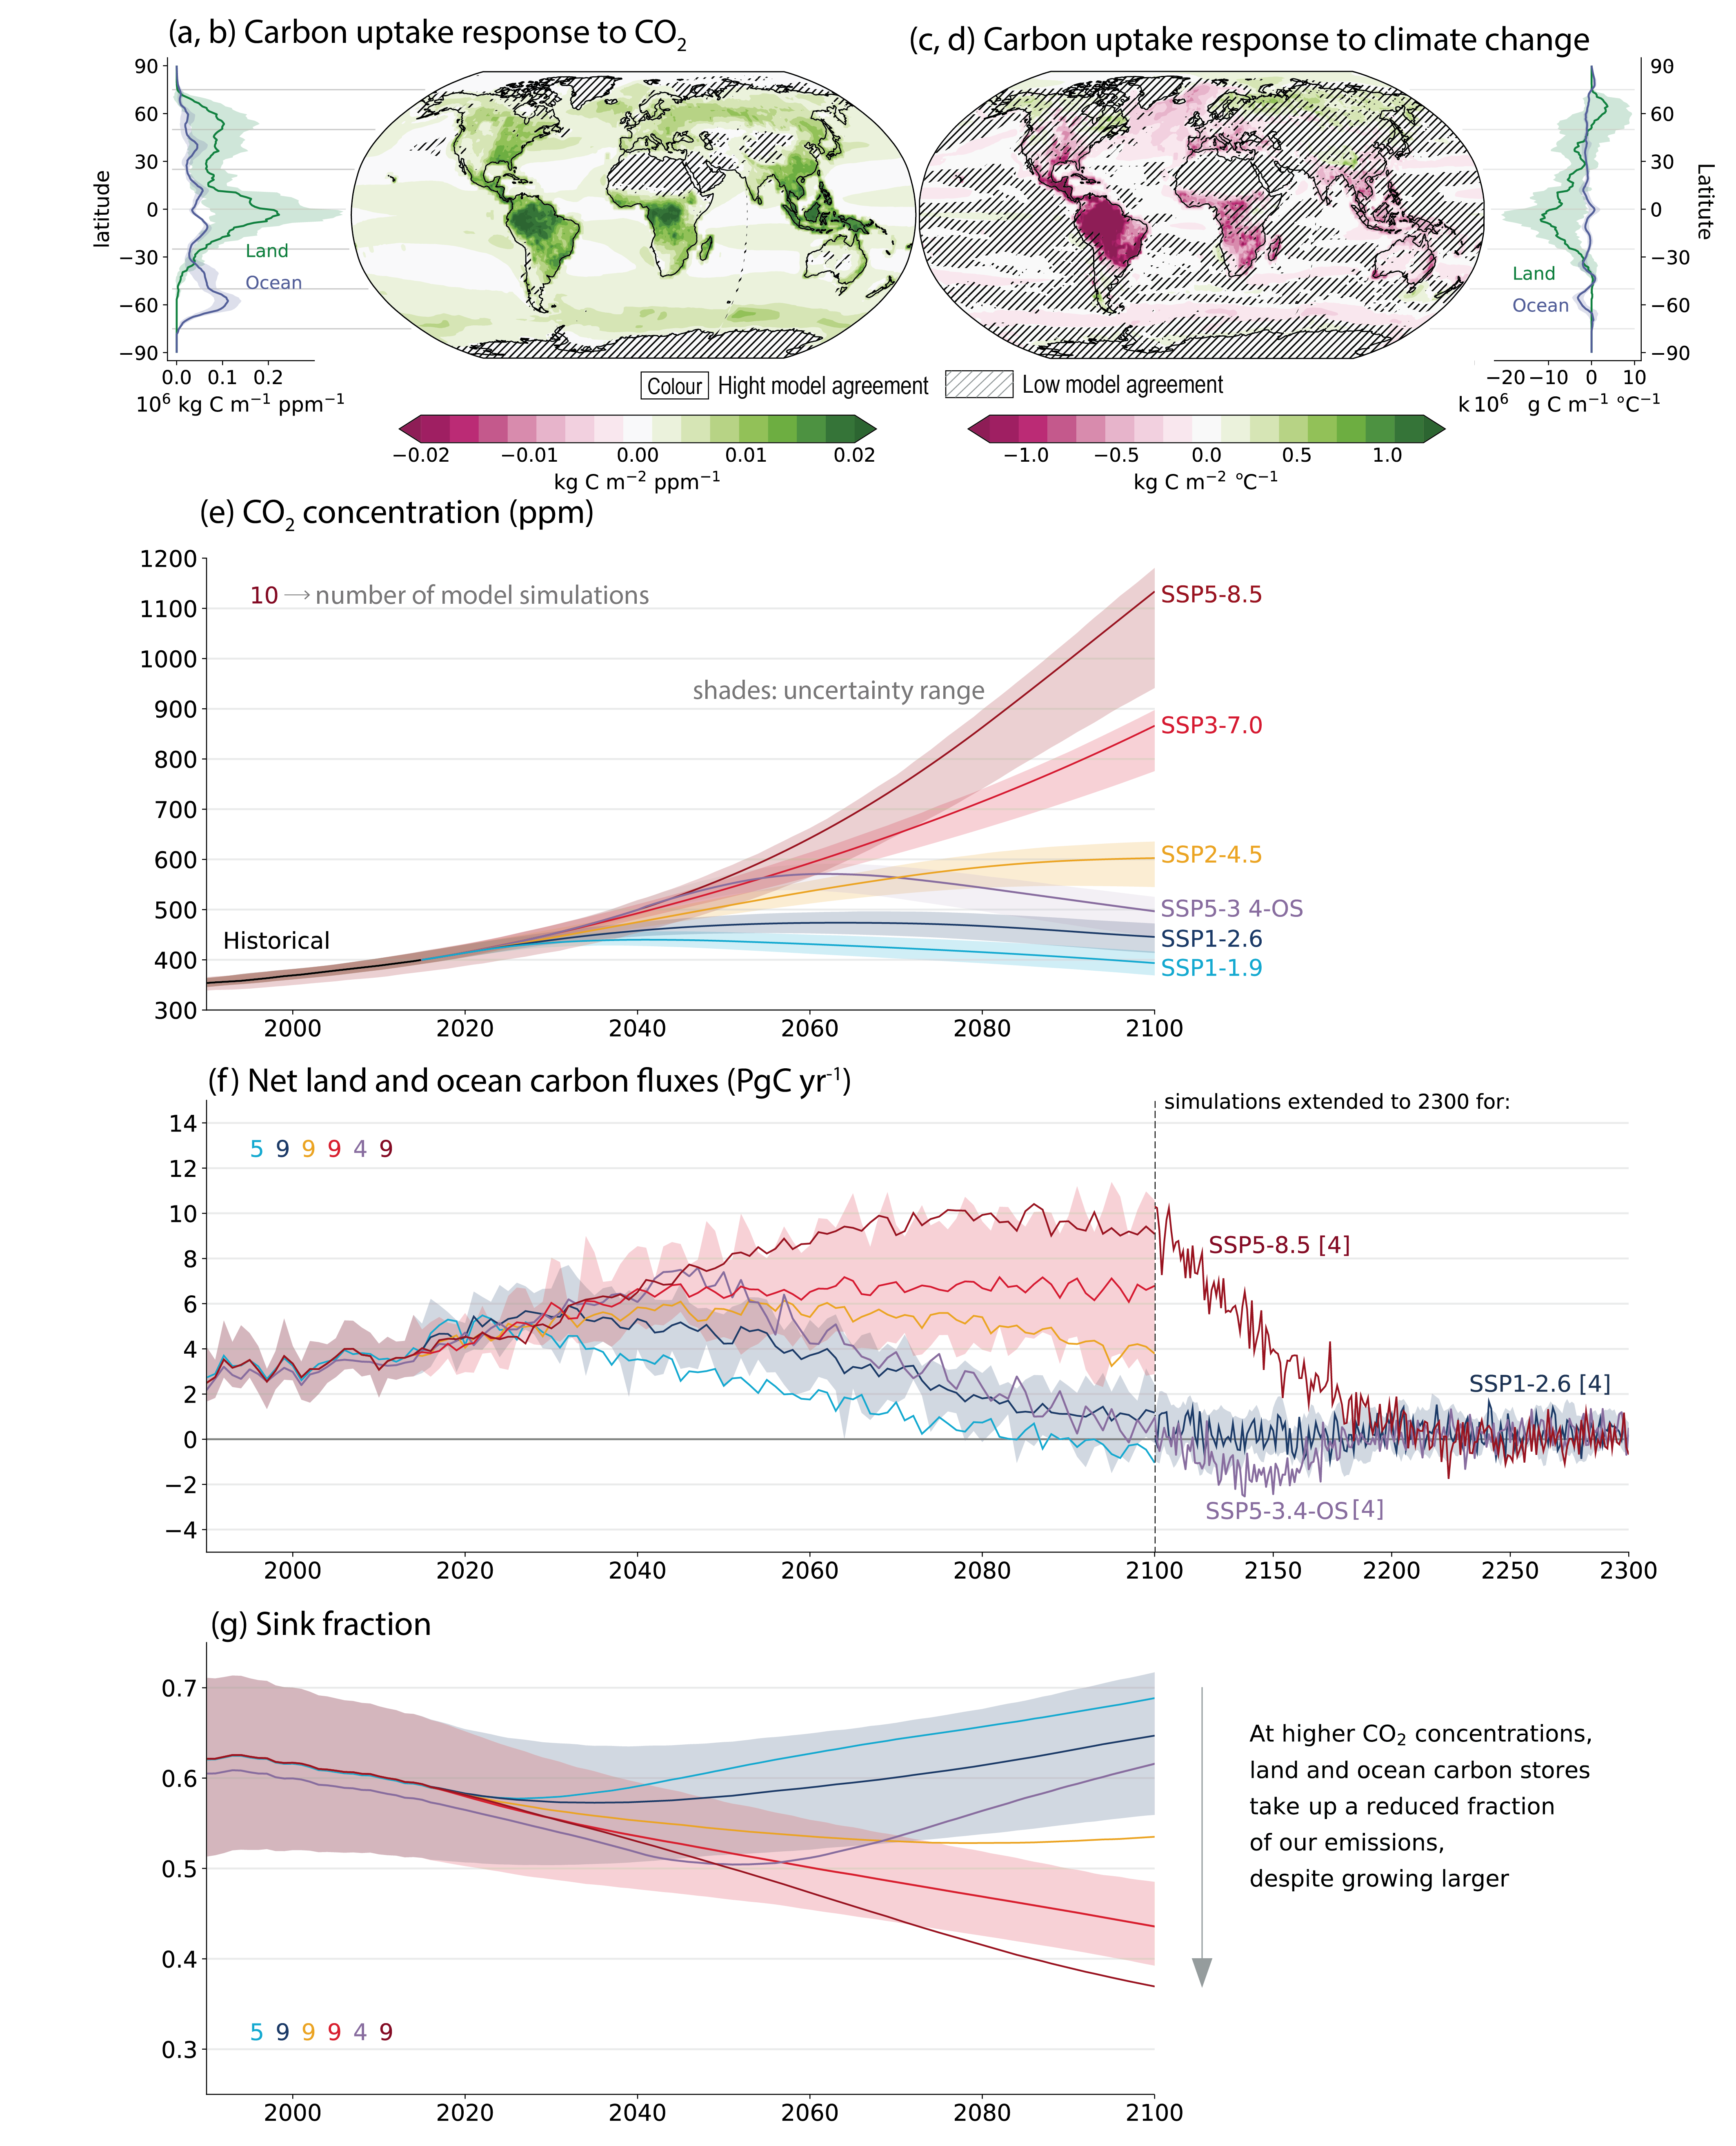 (a, b) Carbon uptake response to CO2
(c, d) Carbon uptake response to climate change
latitude
90
60
30
0
−30
−60
−90
Land
Ocean
0.0 0.1 0.2
10⁶ kg C m⁻¹ ppm⁻¹
90
60
30
0
−30
−60
−90
Latitute
Land
Ocean
−20 −10 0 10
k 10⁶ g C m⁻¹ °C⁻¹
Colour Hight model agreement Low model agreement
−0.02 −0.01 0.00 0.01 0.02
kg C m⁻² ppm⁻¹
−1.0 −0.5 0.0 0.5 1.0
kg C m⁻² °C⁻¹
(e) CO2 concentration (ppm)
1200
1100
1000
900
800
700
600
500
400
300
10 → number of model simulations
shades: uncertainty range
Historical
SSP5-8.5
SSP3-7.0
SSP2-4.5
SSP5-3 4-OS
SSP1-2.6
SSP1-1.9
2000 2020 2040 2060 2080 2100
(f) Net land and ocean carbon fluxes (PgC yr⁻¹)
simulations extended to 2300 for:
14
12
10
8
6
4
2
0
−2
−4
5 9 9 9 4 9
SSP5-8.5 [4]
SSP1-2.6 [4]
SSP5-3.4-OS [4]
2000 2020 2040 2060 2080 2100 2150 2200 2250 2300
(g) Sink fraction
0.7
0.6
0.5
0.4
0.3
5 9 9 9 4 9
At higher CO2 concentrations,
land and ocean carbon stores
take up a reduced fraction
of our emissions,
despite growing larger
2000 2020 2040 2060 2080 2100